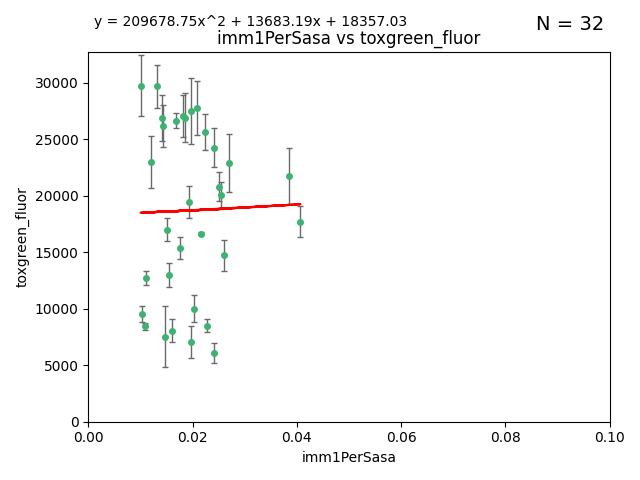 y = 209678.75x^2 + 13683.19x + 18357.03
N = 32
imm1PerSasa vs toxgreen_fluor
30000
25000
20000
15000
10000
5000
0
toxgreen_fluor
0.00 0.02 0.04 0.06 0.08 0.10
imm1PerSasa